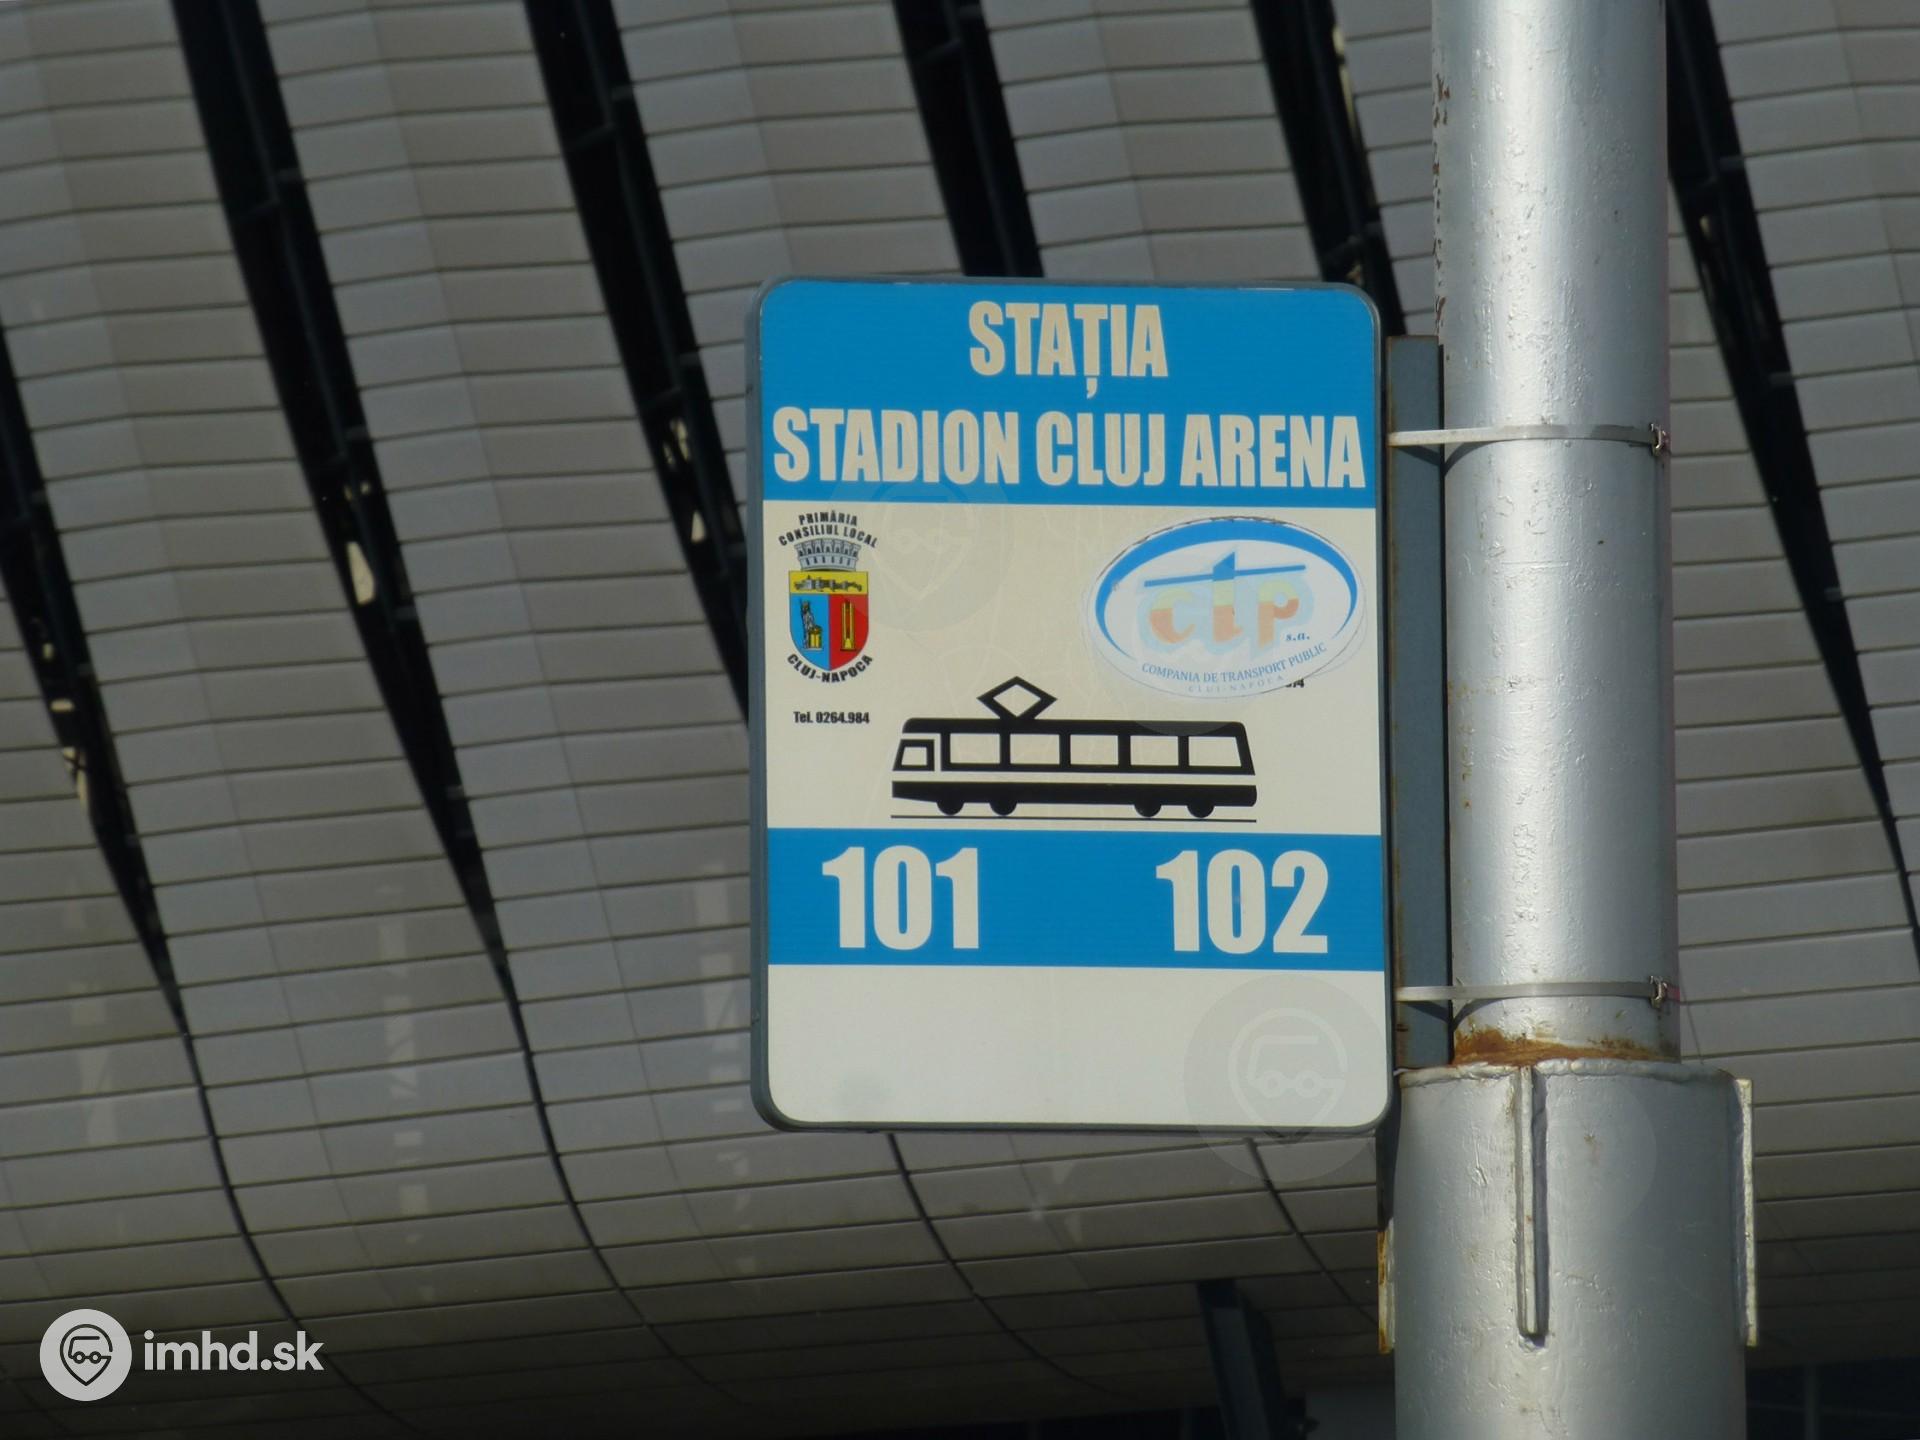 STAȚIA
STADION CLUJ ARENA
PRIMĂRIA
CONSILIUL LOCAL
CLUJ-NAPOCA
Tel. 0264.984
ctp
s.a.
COMPANIA DE TRANSPORT PUBLIC
CLUJ-NAPOCA
101 102
imhd.sk